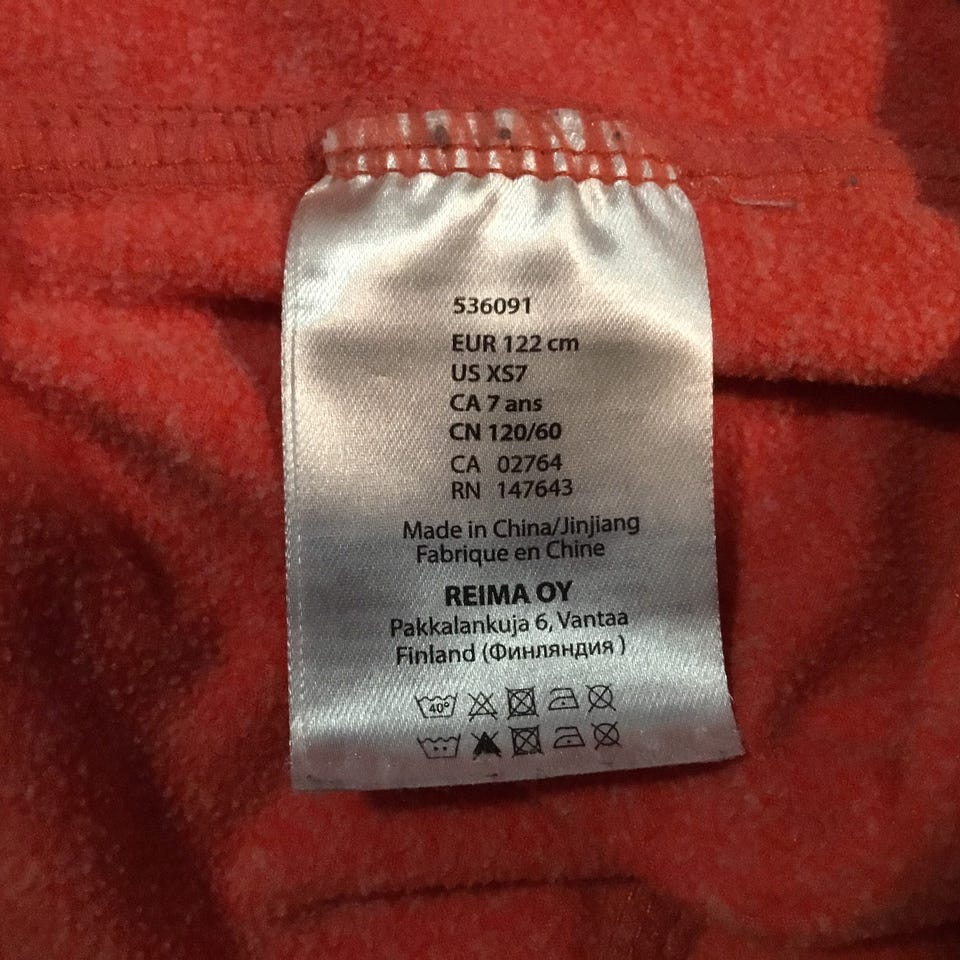 536091
EUR 122 cm
US XS7
CA 7 ans
CN 120/60
CA 02764
RN 147643
Made in China/Jinjiang
Fabrique en Chine
REIMA OY
Pakkalankuja 6, Vantaa
Finland (Финляндия )
40°